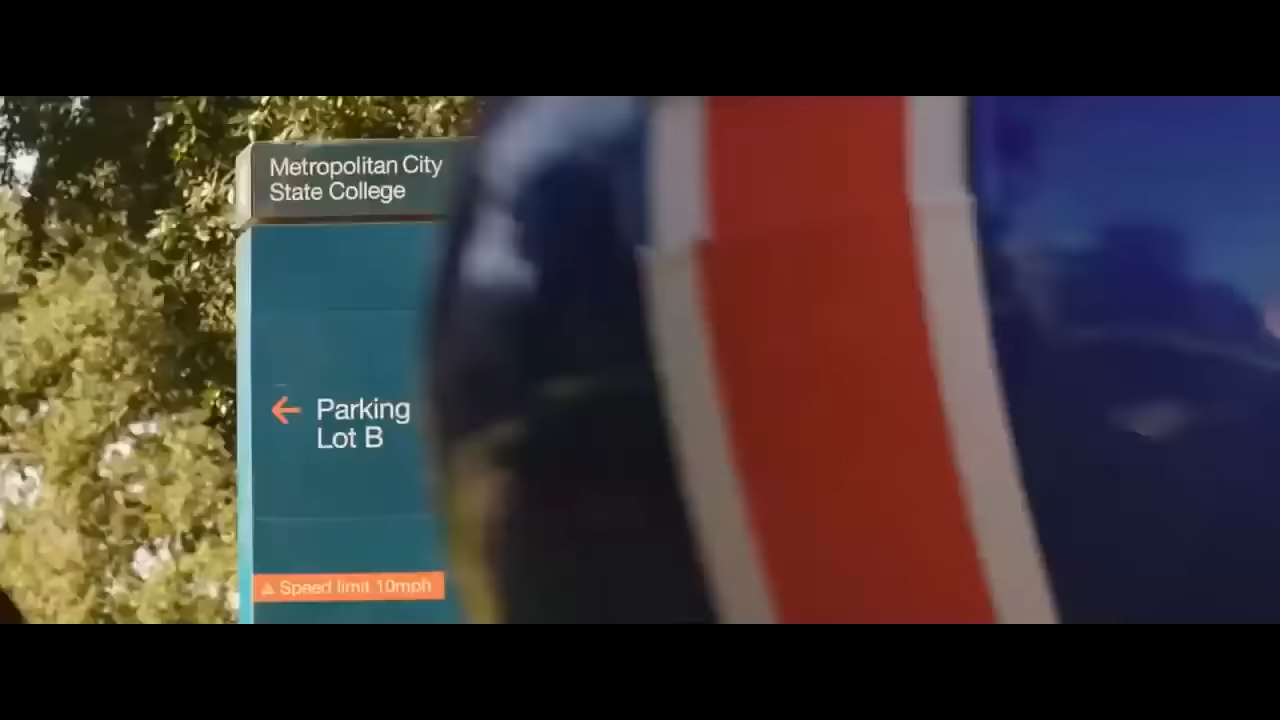 Metropolitan City
State College
Parking
Lot B
Speed limit 10mph